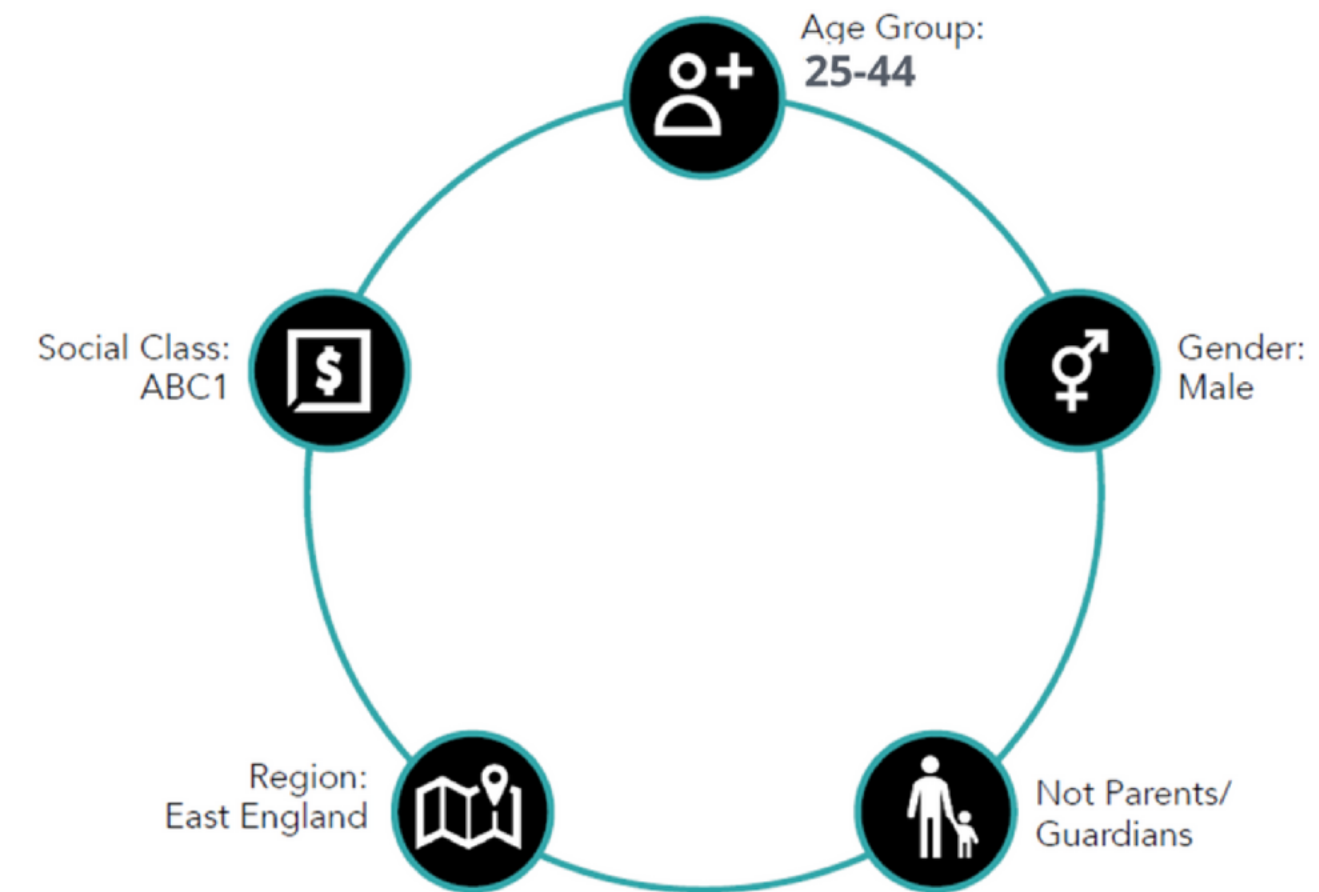 Age Group:
25-44
Social Class:
ABC1
$
Gender:
Male
Region:
East England
Not Parents/
Guardians